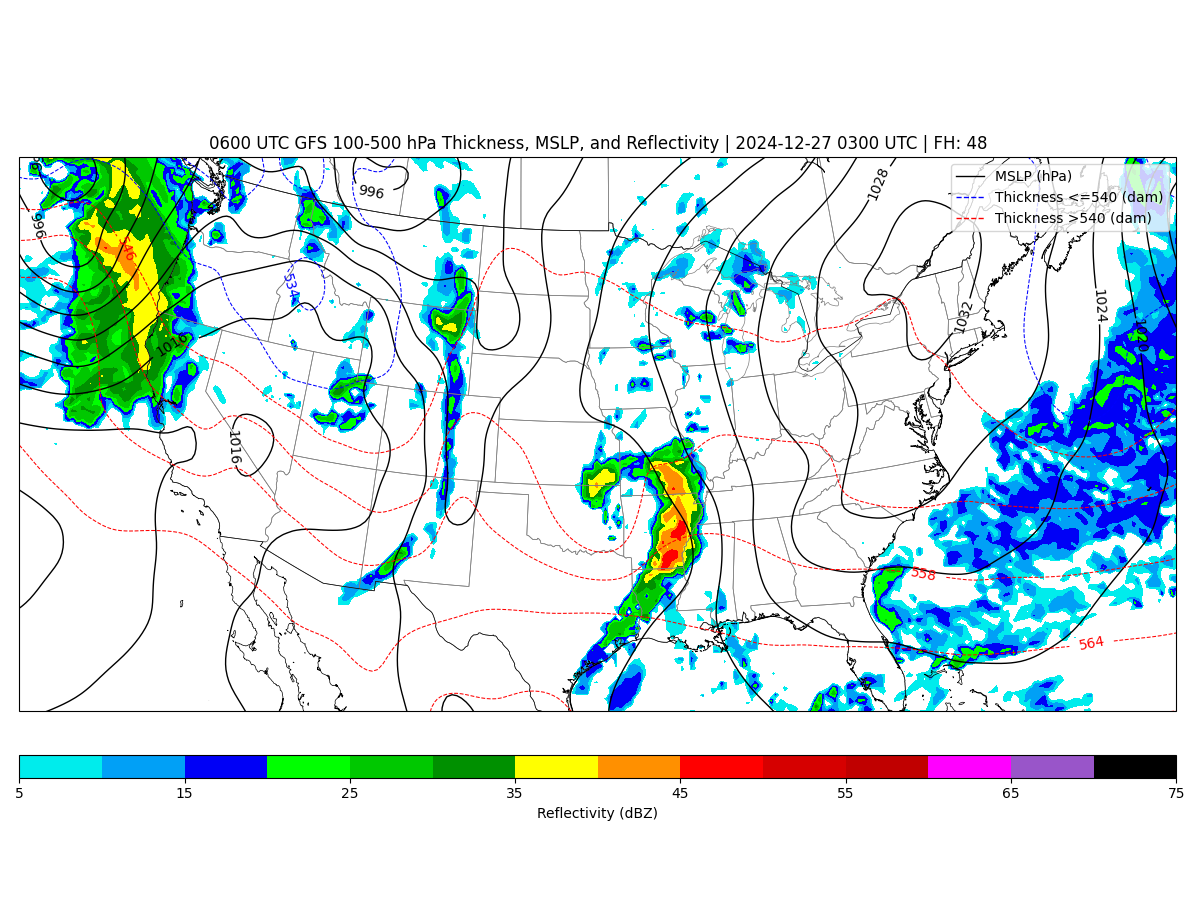 0600 UTC GFS 100-500 hPa Thickness, MSLP, and Reflectivity | 2024-12-27 0300 UTC | FH: 48
MSLP (hPa)
Thickness <=540 (dam)
Thickness >540 (dam)
996
1028
996
546
534
1024
1032
1016
1016
558
564
5 15 25 35 45 55 65 75
Reflectivity (dBZ)